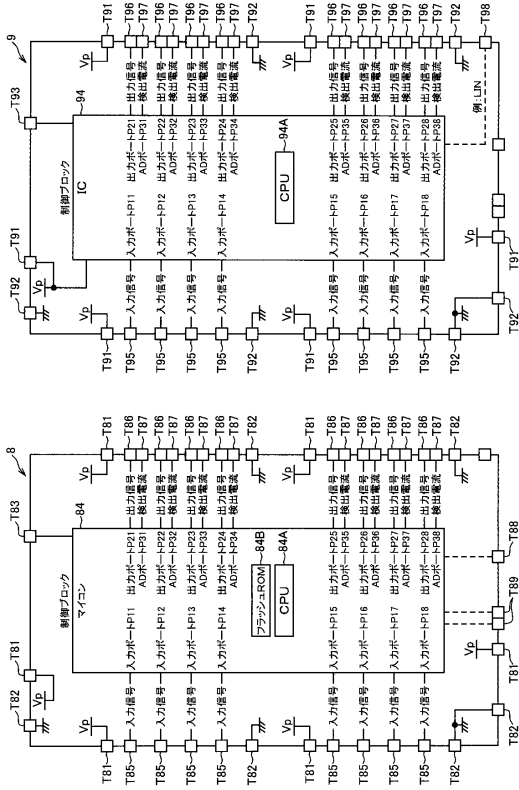 8
T82
T81
T83
Vp
制御ブロック
マイコン
84
T81
Vp
Vp
T81
T85
入力信号
入力ポートP11
出力ポートP21
出力信号
T86
ADポートP31
検出電流
T87
T85
入力信号
入力ポートP12
出力ポートP22
出力信号
T86
ADポートP32
検出電流
T87
T85
入力信号
入力ポートP13
出力ポートP23
出力信号
T86
ADポートP33
検出電流
T87
T85
入力信号
入力ポートP14
出力ポートP24
出力信号
T86
ADポートP34
検出電流
T87
T82
T82
フラッシュROM
84B
CPU
84A
T81
Vp
Vp
T81
T85
入力信号
入力ポートP15
出力ポートP25
出力信号
T86
ADポートP35
検出電流
T87
T85
入力信号
入力ポートP16
出力ポートP26
出力信号
T86
ADポートP36
検出電流
T87
T85
入力信号
入力ポートP17
出力ポートP27
出力信号
T86
ADポートP37
検出電流
T87
T85
入力信号
入力ポートP18
出力ポートP28
出力信号
T86
ADポートP38
検出電流
T87
T82
T82
Vp
T82
T81
T89
T88
9
T92
T91
T93
Vp
制御ブロック
IC
94
T91
Vp
Vp
T91
T95
入力信号
入力ポートP11
出力ポートP21
出力信号
T96
ADポートP31
検出電流
T97
T95
入力信号
入力ポートP12
出力ポートP22
出力信号
T96
ADポートP32
検出電流
T97
T95
入力信号
入力ポートP13
出力ポートP23
出力信号
T96
ADポートP33
検出電流
T97
T95
入力信号
入力ポートP14
出力ポートP24
出力信号
T96
ADポートP34
検出電流
T97
T92
T92
CPU
94A
T91
Vp
Vp
T91
T95
入力信号
入力ポートP15
出力ポートP25
出力信号
T96
ADポートP35
検出電流
T97
T95
入力信号
入力ポートP16
出力ポートP26
出力信号
T96
ADポートP36
検出電流
T97
T95
入力信号
入力ポートP17
出力ポートP27
出力信号
T96
ADポートP37
検出電流
T97
T95
入力信号
入力ポートP18
出力ポートP28
出力信号
T96
ADポートP38
検出電流
T97
T92
T92
例:LIN
T98
Vp
T92
T91